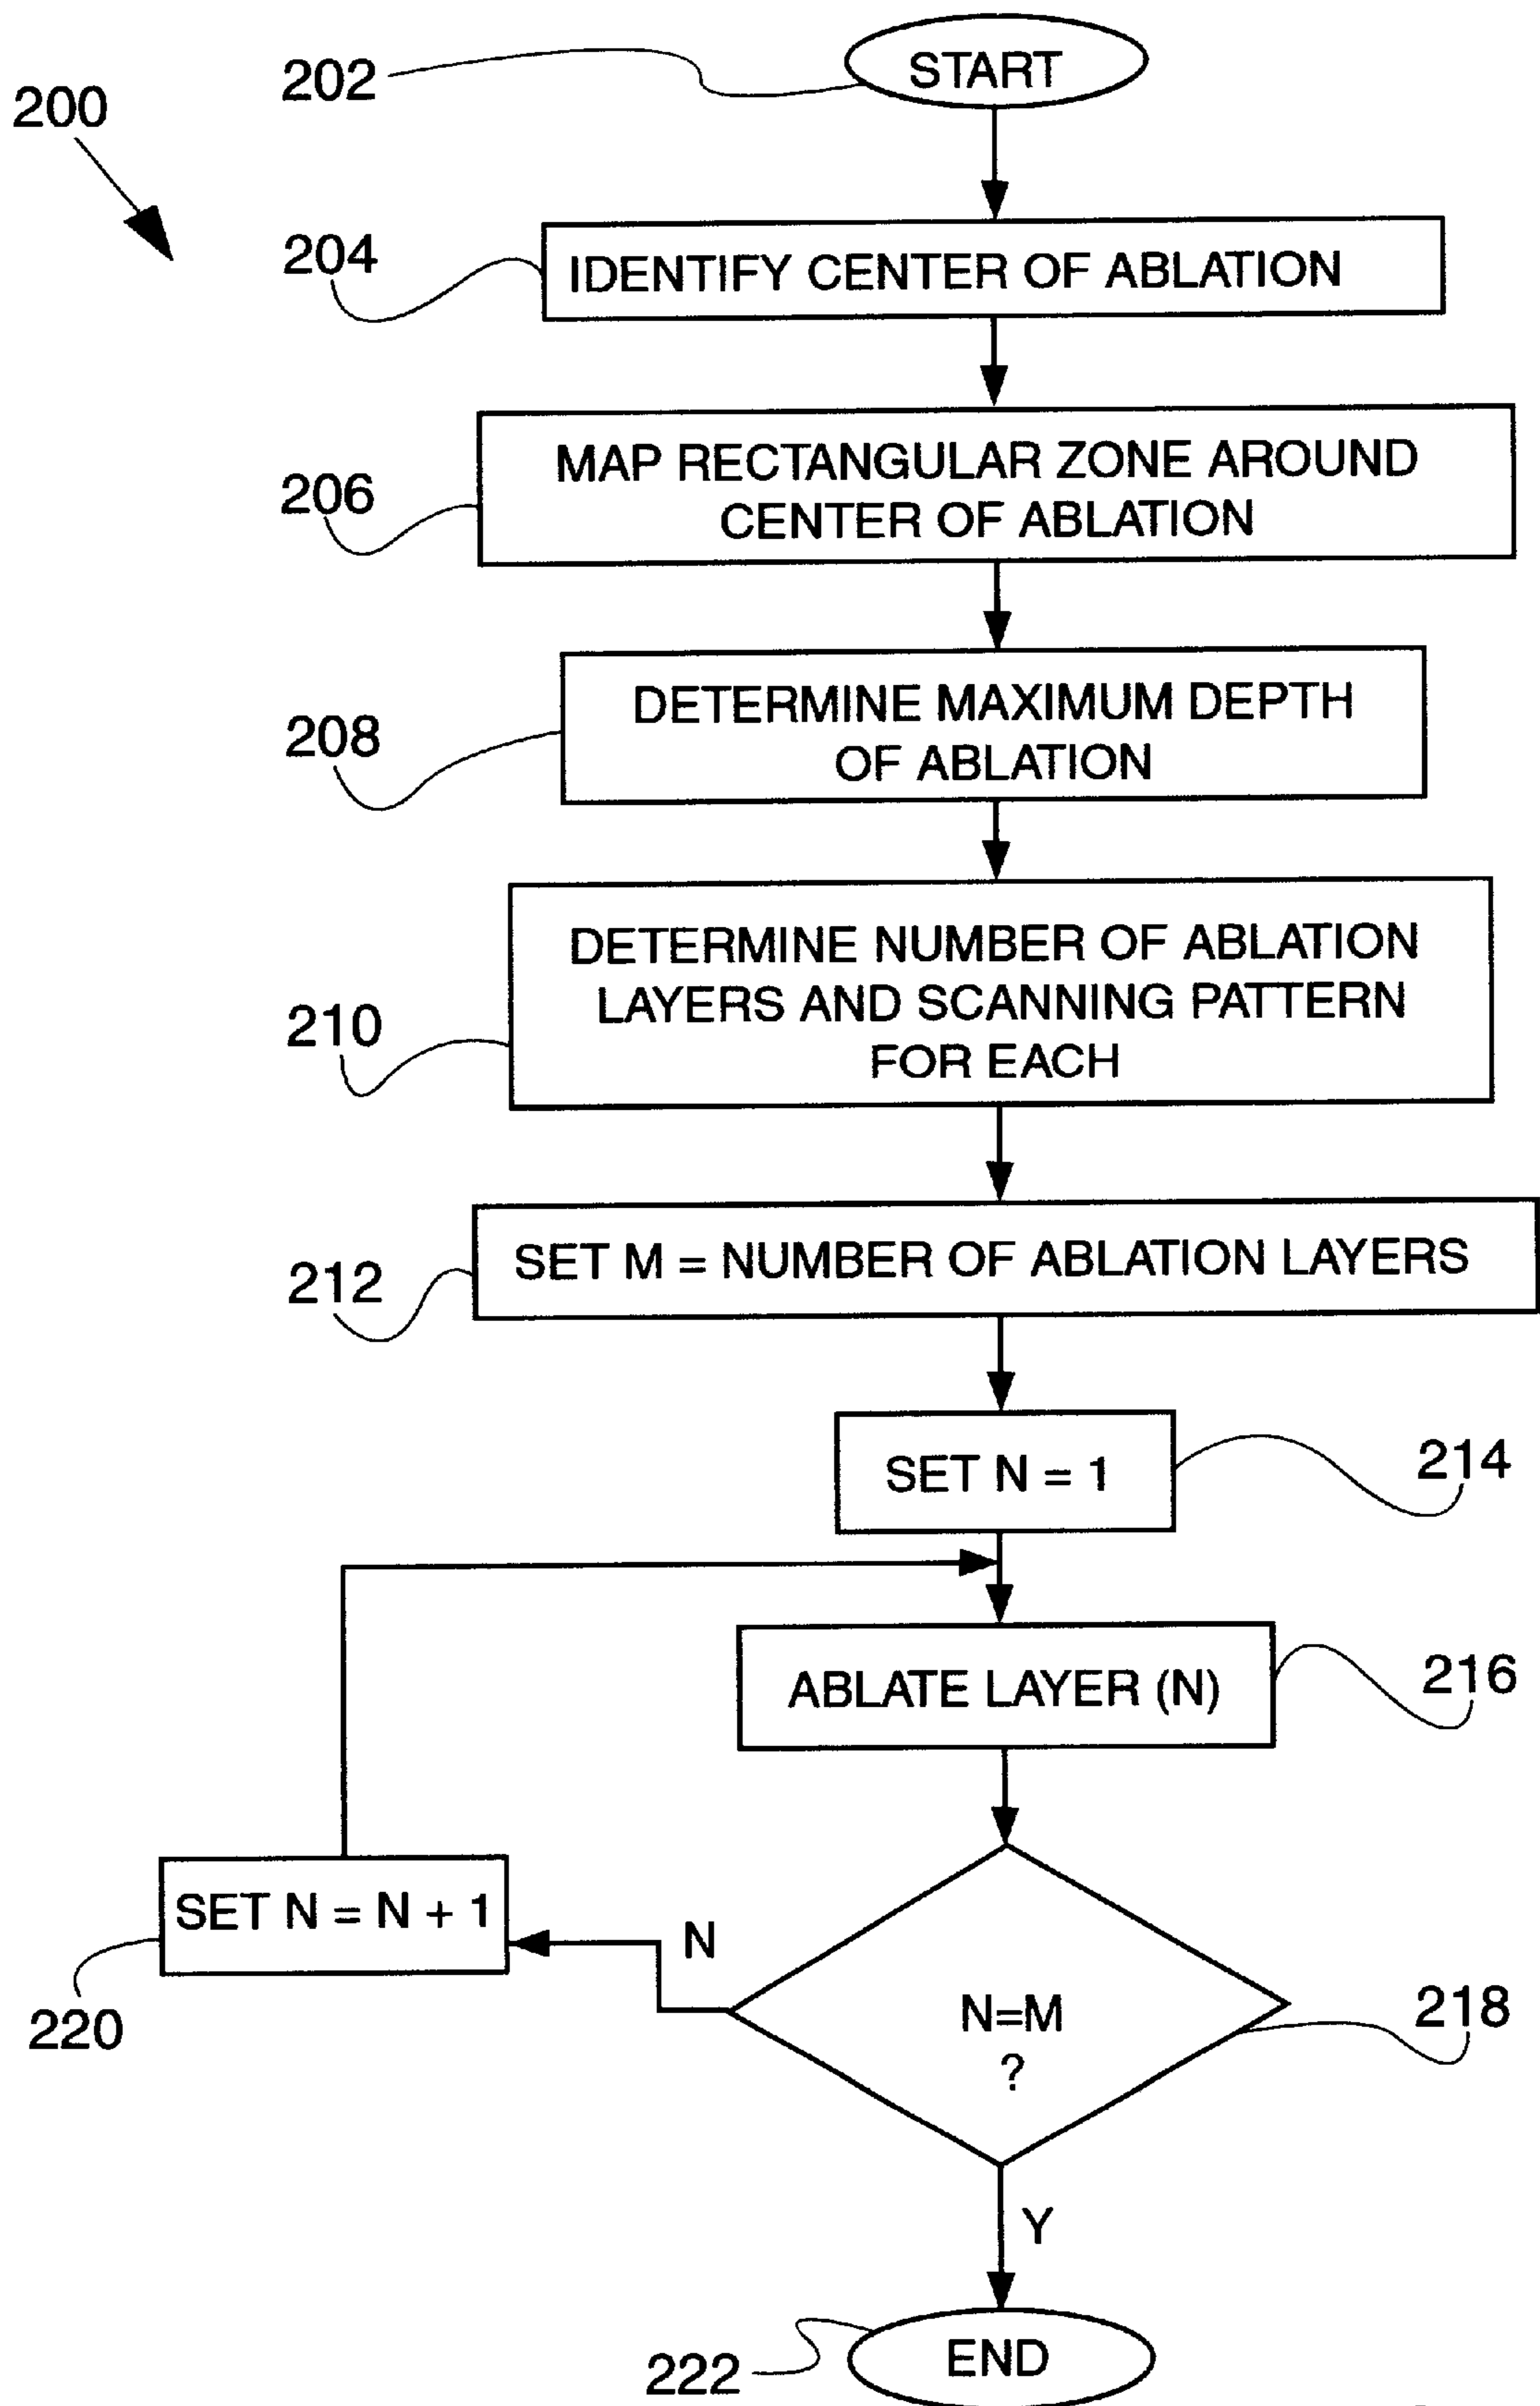 200
202
START
204
IDENTIFY CENTER OF ABLATION
206
MAP RECTANGULAR ZONE AROUND
CENTER OF ABLATION
208
DETERMINE MAXIMUM DEPTH
OF ABLATION
210
DETERMINE NUMBER OF ABLATION
LAYERS AND SCANNING PATTERN
FOR EACH
212
SET M = NUMBER OF ABLATION LAYERS
SET N = 1
214
ABLATE LAYER (N)
216
SET N = N + 1
220
N
N=M
?
218
Y
222
END